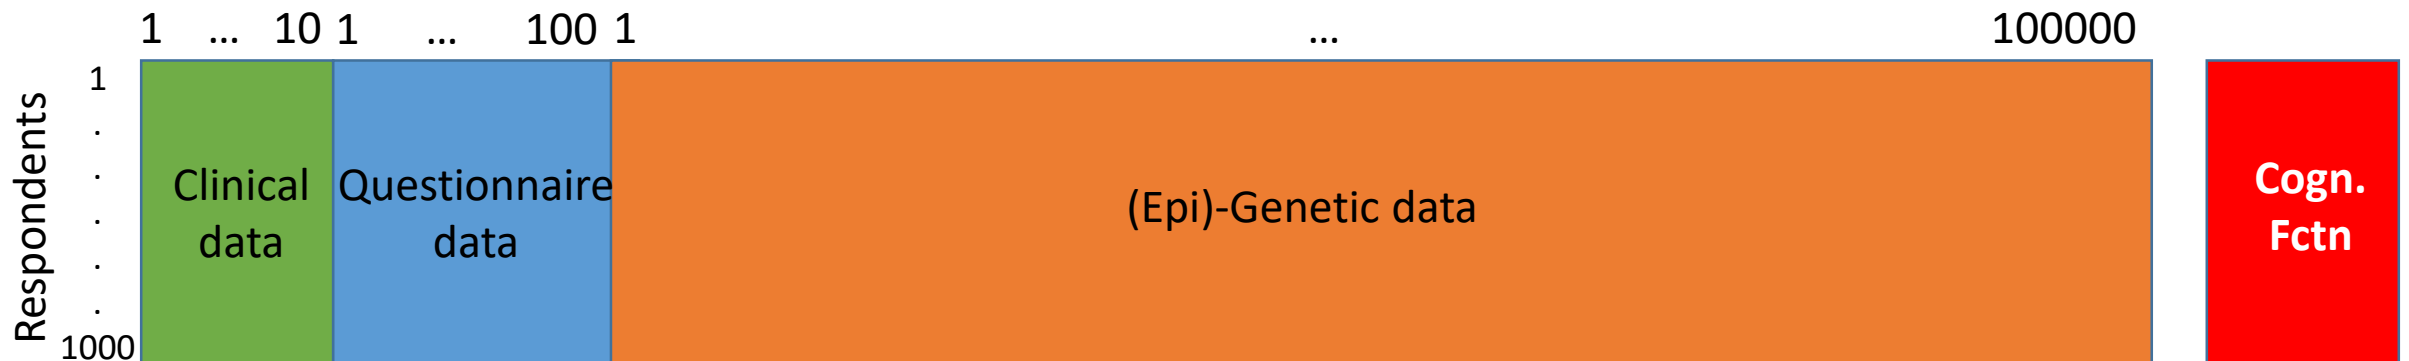 1 ... 10 1 ... 100 1 ... 100000
Respondents
1
.
.
.
.
.
1000
Clinical
data
Questionnaire
data
(Epi)-Genetic data
Cogn.
Fctn